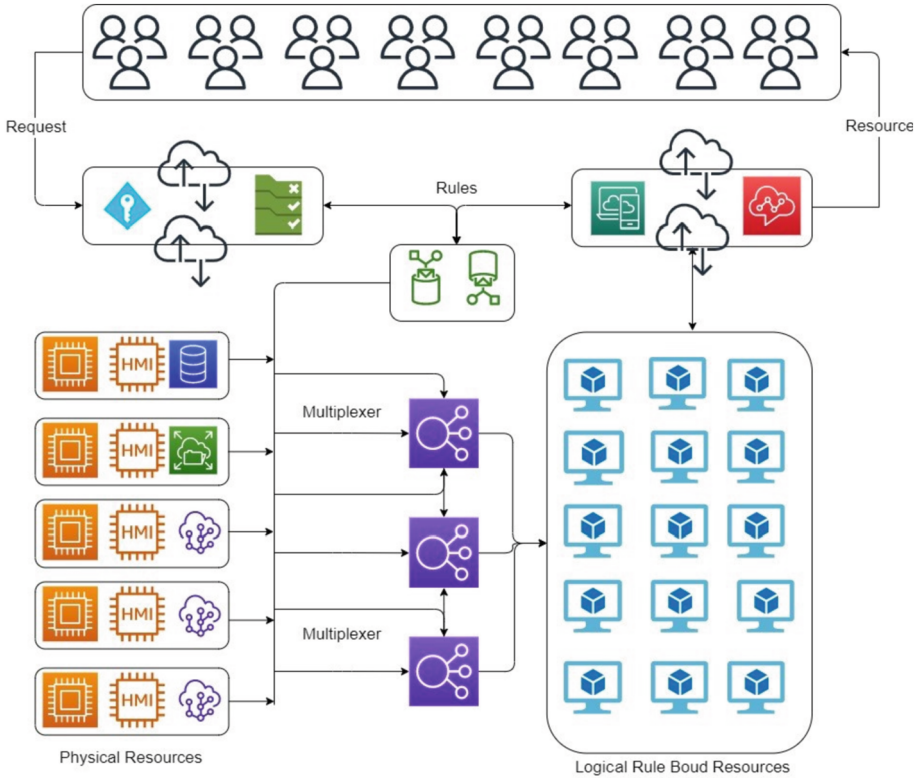 Request
Resource
Rules
HMI
Multiplexer
HMI
HMI
HMI
Multiplexer
HMI
Physical Resources
Logical Rule Boud Resources